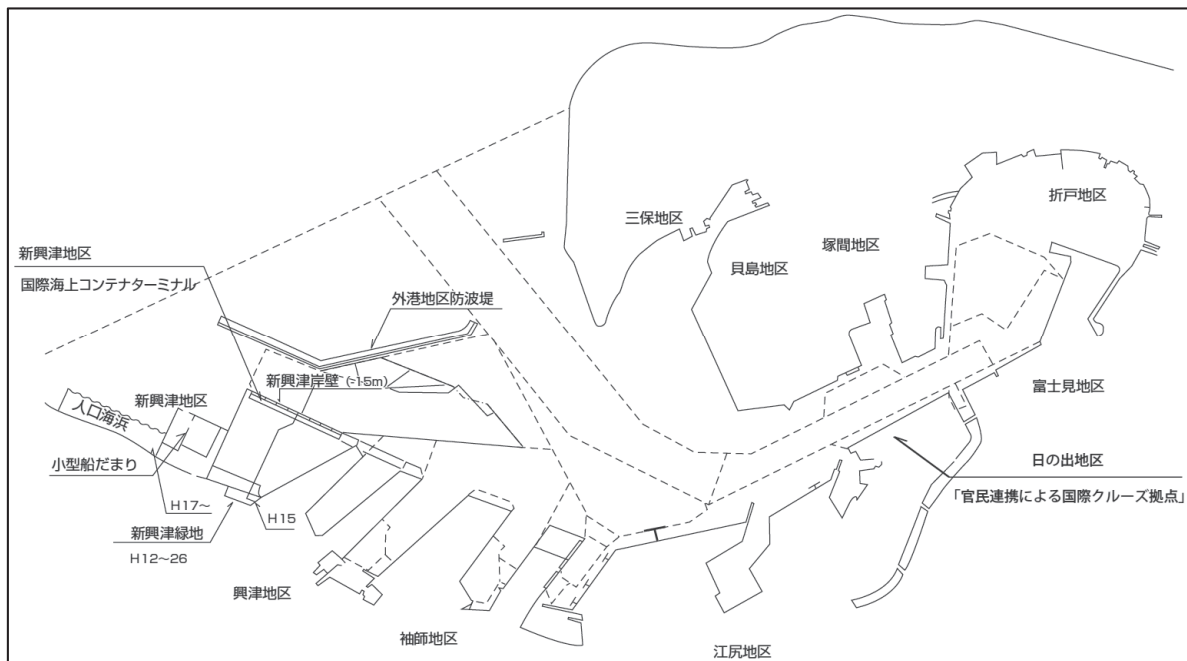 折戸地区
三保地区
塚間地区
貝島地区
新興津地区
国際海上コンテナターミナル
外港地区防波堤
新興津岸壁 (-15m)
新興津地区
人口海浜
富士見地区
小型船だまり
日の出地区
「官民連携による国際クルーズ拠点」
H17～
H15
新興津緑地
H12～26
興津地区
袖師地区
江尻地区